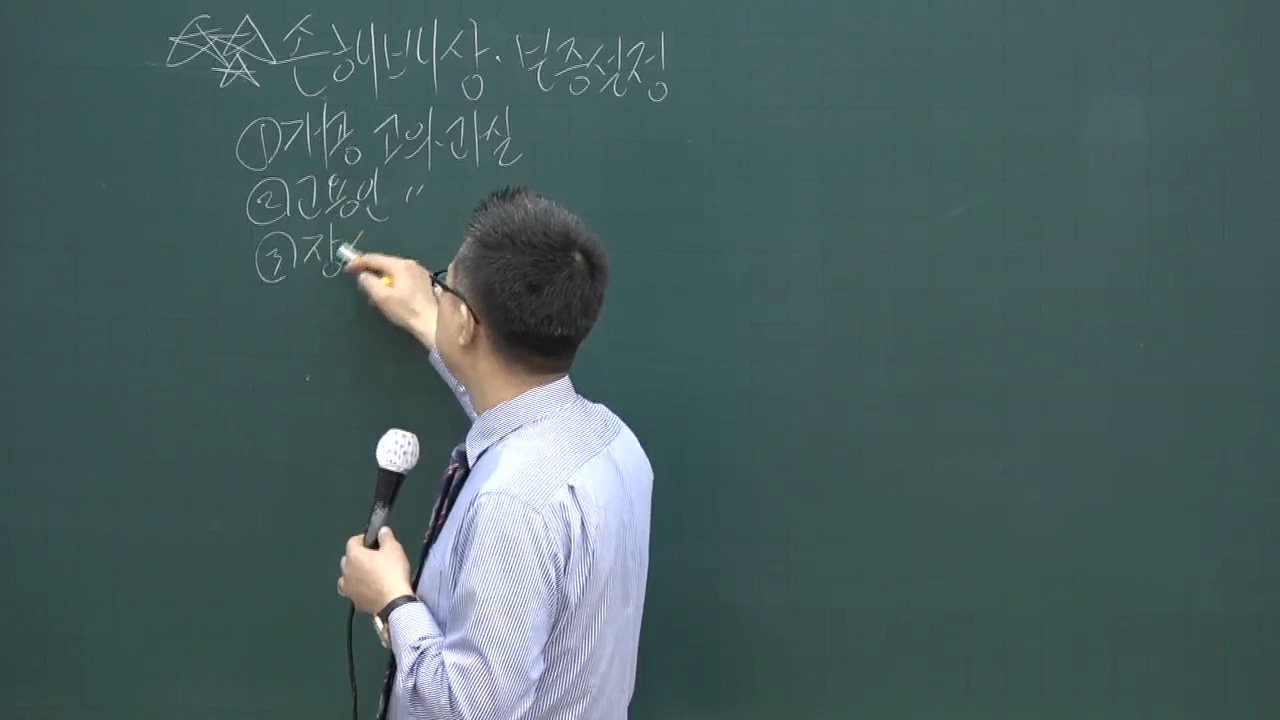 손해배상·보증설정
① 개공 고의·과실
② 고용인 〃
③ 장